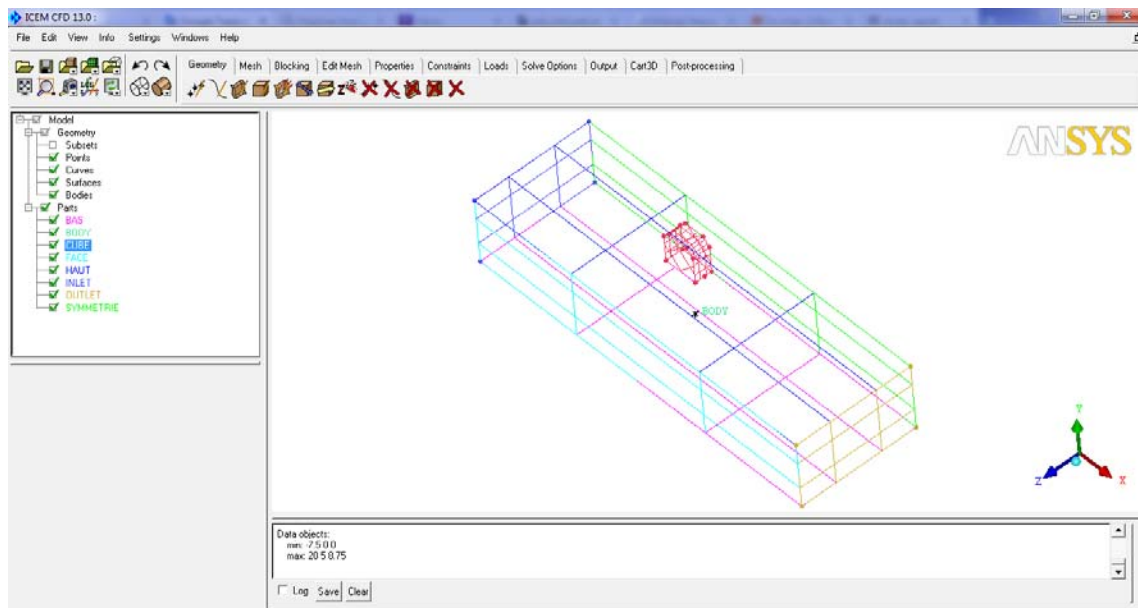 ICEM CFD 13.0 :
File Edit View Info Settings Windows Help
Geometry Mesh Blocking Edit Mesh Properties Constraints Loads Solve Options Output Cart3D Post-processing
Model
Geometry
Subsets
Points
Curves
Surfaces
Bodies
Parts
BAS
BODY
CUBE
FACE
HAUT
INLET
OUTLET
SYMMETRIE
ANSYS
BODY
Y
Z
X
Data objects:
min: -7.5 0 0
max: 20 5 8.75
Log Save Clear